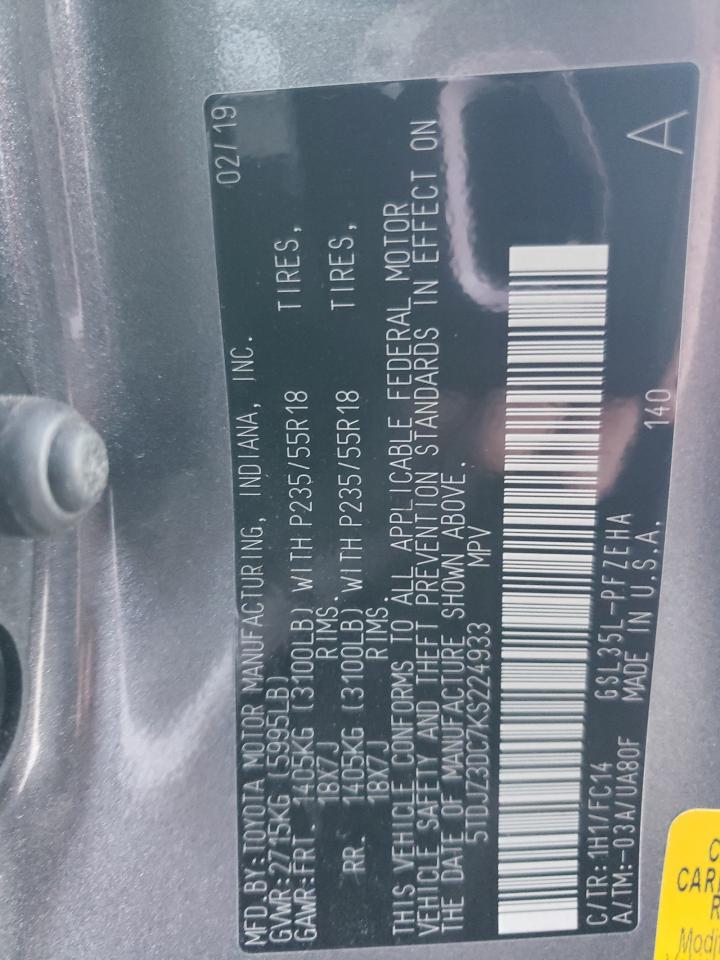 MFD.BY:TOYOTA MOTOR MANUFACTURING, INDIANA, INC. 02/19
GVWR:2715KG (5995LB)
GAWR:FRT. 1405KG (3100LB) WITH P235/55R18 TIRES,
18X7J RIMS.
RR. 1405KG (3100LB) WITH P235/55R18 TIRES,
18X7J RIMS.
THIS VEHICLE CONFORMS TO ALL APPLICABLE FEDERAL MOTOR
VEHICLE SAFETY AND THEFT PREVENTION STANDARDS IN EFFECT ON
THE DATE OF MANUFACTURE SHOWN ABOVE.
5TDJZ3DC7KS224933 MPV
C/TR:1H1/FC14 GSL35L-PFZEHA 140 A
A/TM:-03A/UA80F MADE IN U.S.A.